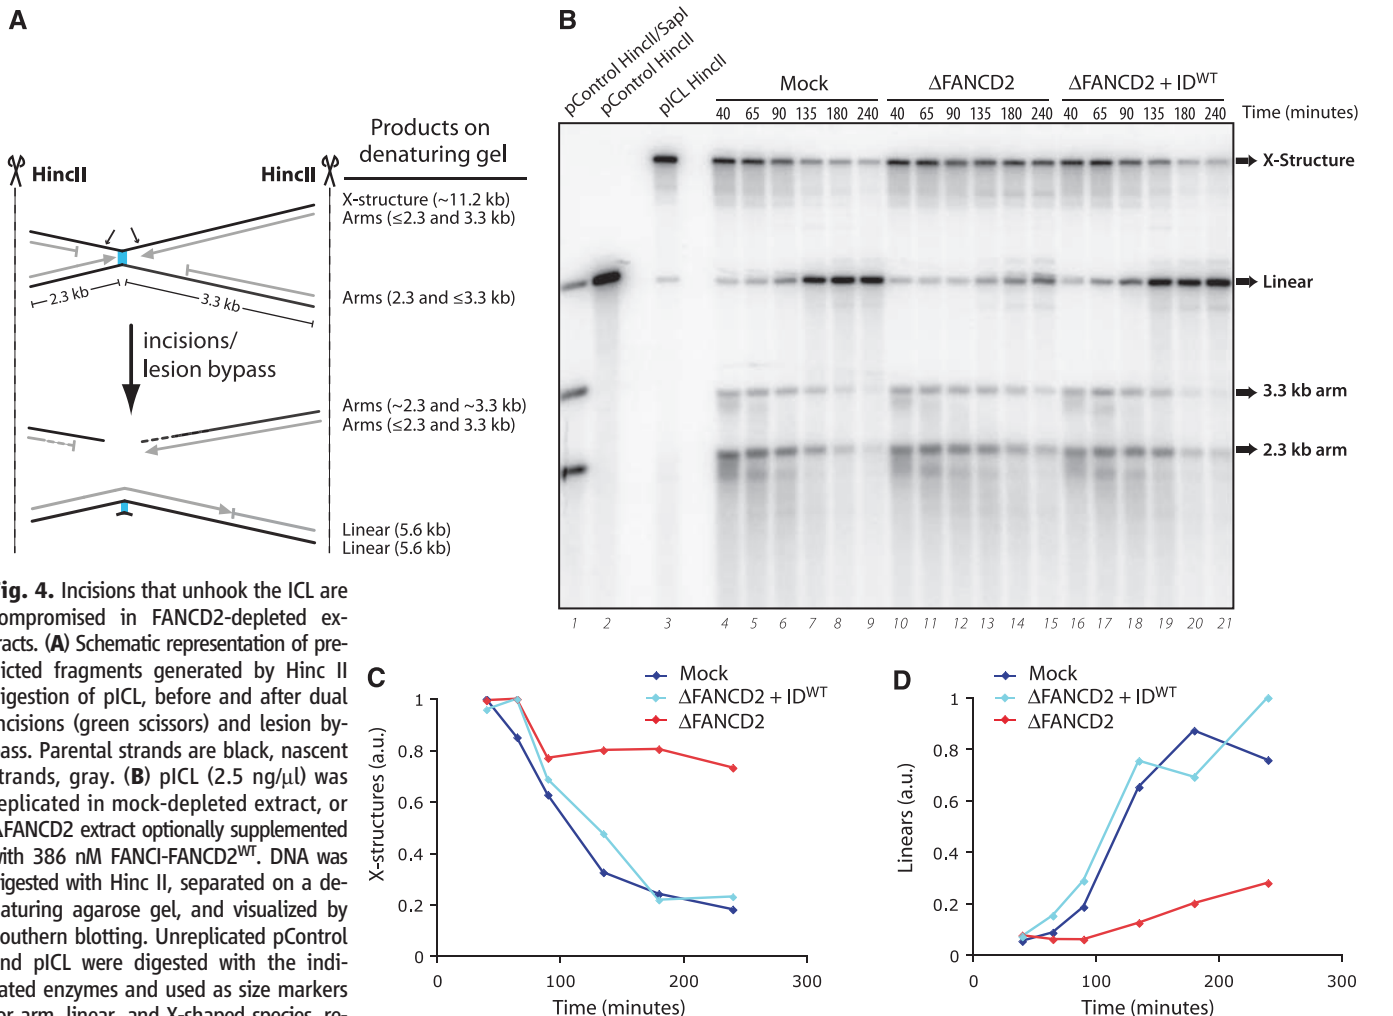 A
HincII
HincII
Products on
denaturing gel
X-structure (~11.2 kb)
Arms (≤2.3 and 3.3 kb)
Arms (2.3 and ≤3.3 kb)
2.3 kb
3.3 kb
incisions/
lesion bypass
Arms (~2.3 and ~3.3 kb)
Arms (≤2.3 and 3.3 kb)
Linear (5.6 kb)
Linear (5.6 kb)
B
pControl HincII/SapI
pControl HincII
pICL HincII
Mock
ΔFANCD2
ΔFANCD2 + ID^WT
40 65 90 135 180 240 40 65 90 135 180 240 40 65 90 135 180 240 Time (minutes)
X-Structure
Linear
3.3 kb arm
2.3 kb arm
1 2 3 4 5 6 7 8 9 10 11 12 13 14 15 16 17 18 19 20 21
ig. 4. Incisions that unhook the ICL are
ompromised in FANCD2-depleted ex-
racts. (A) Schematic representation of pre-
icted fragments generated by Hinc II
igestion of pICL, before and after dual
ncisions (green scissors) and lesion by-
ass. Parental strands are black, nascent
trands, gray. (B) pICL (2.5 ng/μl) was
eplicated in mock-depleted extract, or
FANCD2 extract optionally supplemented
ith 386 nM FANCI-FANCD2^WT. DNA was
igested with Hinc II, separated on a de-
aturing agarose gel, and visualized by
outhern blotting. Unreplicated pControl
nd pICL were digested with the indi-
ated enzymes and used as size markers
or arm, linear, and X-shaped species, re-
C
Mock
ΔFANCD2 + ID^WT
ΔFANCD2
X-structures (a.u.)
1
0.8
0.6
0.4
0.2
0
0 100 200 300
Time (minutes)
D
Mock
ΔFANCD2 + ID^WT
ΔFANCD2
Linears (a.u.)
1
0.8
0.6
0.4
0.2
0
0 100 200 300
Time (minutes)